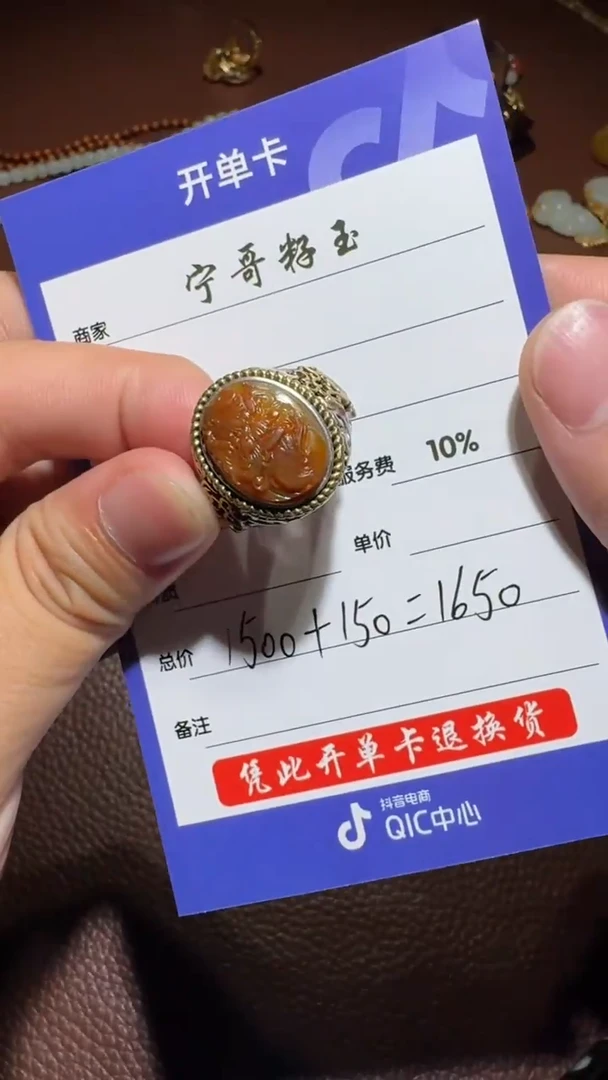 开单卡
商家 宁哥籽玉
服务费 10%
单价
总价 1500+150=1650
备注
凭此开单卡退换货
抖音电商
QIC中心